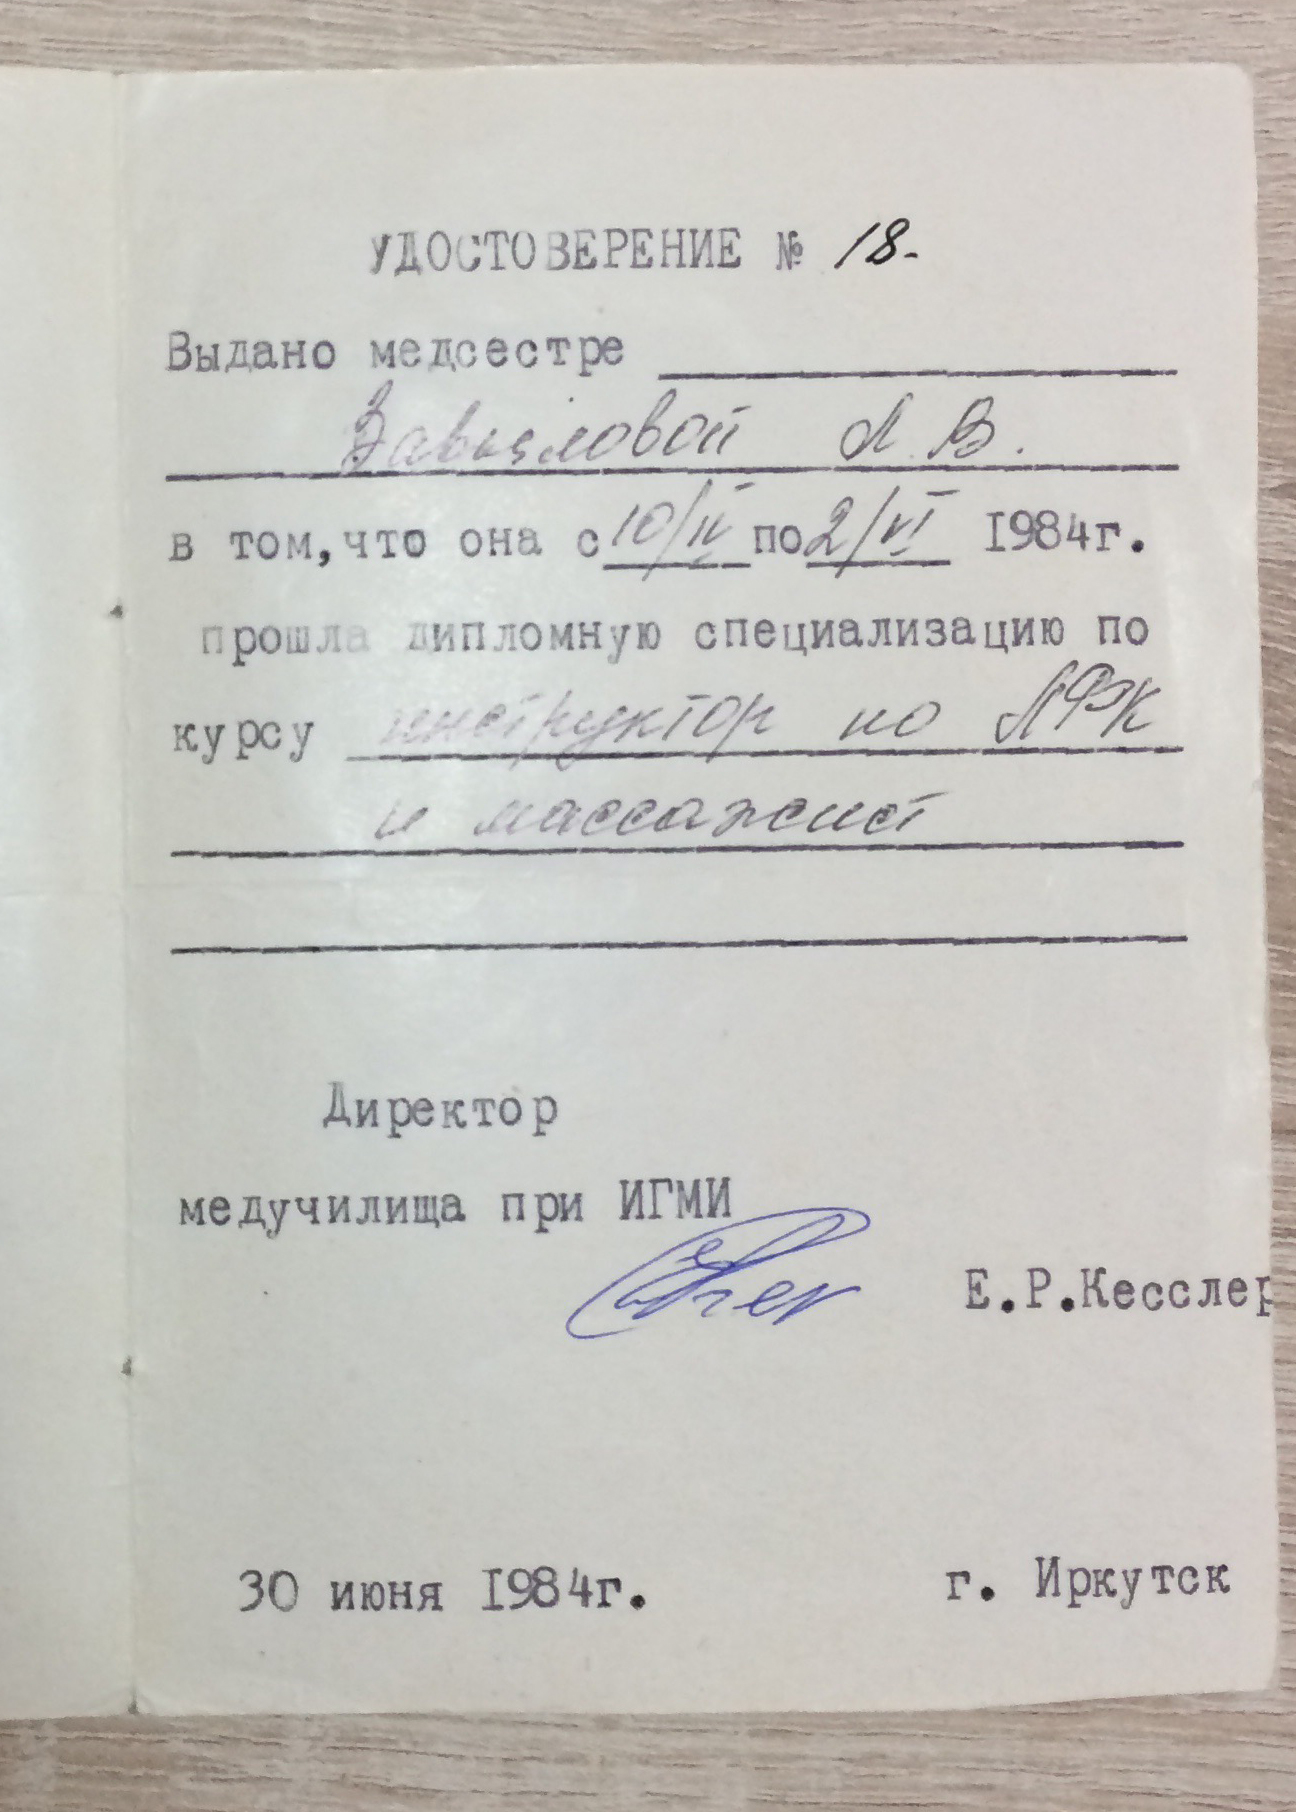 УДОСТОВЕРЕНИЕ № 18.
Выдано медсестре
Л. В.
в том, что она с 10/IV по 2/VI 1984г.
прошла дипломную специализацию по
курсу инструктор по ЛФК
и массажист
Директор
медучилища при ИГМИ
Е.Р.Кесслер
30 июня 1984г. г. Иркутск